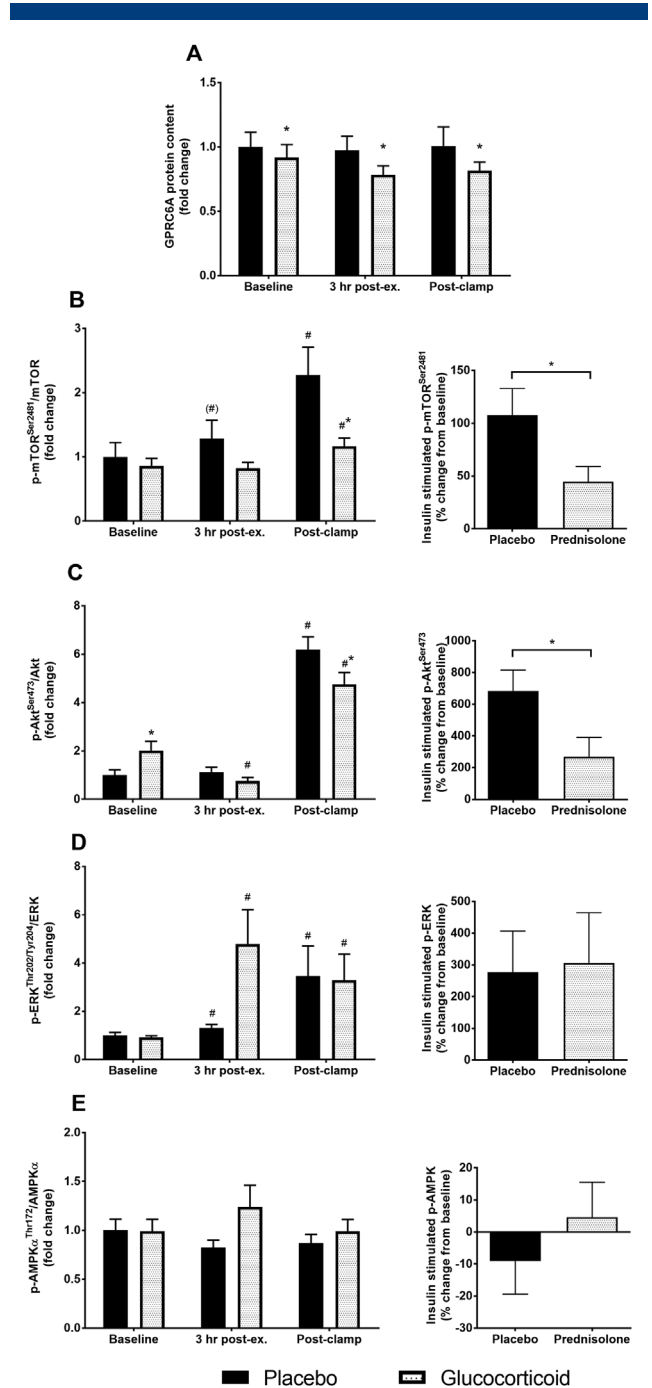 A
GPRC6A protein content
(fold change)
1.5
1.0
0.5
0.0
*
*
*
Baseline
3 hr post-ex.
Post-clamp
B
p-mTORSer2481/mTOR
(fold change)
3
2
1
0
(#)
#
#*
Baseline
3 hr post-ex.
Post-clamp
Insulin stimulated p-mTORSer2481
(% change from baseline)
150
100
50
0
*
Placebo
Prednisolone
C
p-AktSer473/Akt
(fold change)
8
6
4
2
0
*
#
#
#*
Baseline
3 hr post-ex.
Post-clamp
Insulin stimulated p-AktSer473
(% change from baseline)
1000
800
600
400
200
0
*
Placebo
Prednisolone
D
p-ERKThr202/Tyr204/ERK
(fold change)
8
6
4
2
0
#
#
#
#
Baseline
3 hr post-ex.
Post-clamp
Insulin stimulated p-ERK
(% change from baseline)
500
400
300
200
100
0
Placebo
Prednisolone
E
p-AMPKαThr172/AMPKα
(fold change)
2.0
1.5
1.0
0.5
0.0
Baseline
3 hr post-ex.
Post-clamp
Insulin stimulated p-AMPK
(% change from baseline)
20
10
0
-10
-20
-30
Placebo
Prednisolone
Placebo
Glucocorticoid